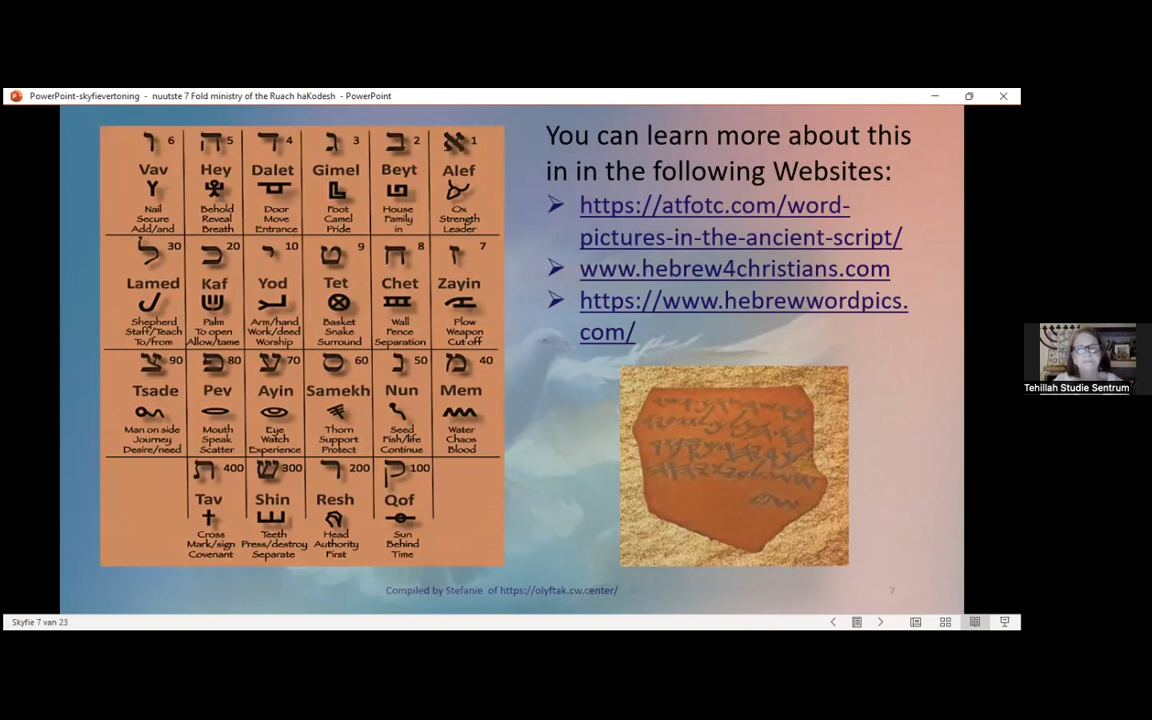 PowerPoint-skyfievertoning - nuutste 7 Fold ministry of the Ruach haKodesh - PowerPoint
ו 6 ה 5 ד 4 ג 3 ב 2 א 1
Vav Hey Dalet Gimel Beyt Alef
Nail Behold Door Foot House Ox
Secure Reveal Move Camel Family Strength
Add/and Breath Entrance Pride in Leader
ל 30 כ 20 י 10 ט 9 ח 8 ז 7
Lamed Kaf Yod Tet Chet Zayin
Shepherd Palm Arm/hand Basket Wall Plow
Staff/Teach To open Work/deed Snake Fence Weapon
To/from Allow/tame Worship Surround Separation Cut off
צ 90 פ 80 ע 70 ס 60 נ 50 מ 40
Tsade Pev Ayin Samekh Nun Mem
Man on side Mouth Eye Thorn Seed Water
Journey Speak Watch Support Fish/life Chaos
Desire/need Scatter Experience Protect Continue Blood
ת 400 ש 300 ר 200 ק 100
Tav Shin Resh Qof
Cross Teeth Head Sun
Mark/sign Press/destroy Authority Behind
Covenant Separate First Time
You can learn more about this
in in the following Websites:
https://atfotc.com/word-
pictures-in-the-ancient-script/
www.hebrew4christians.com
https://www.hebrewwordpics.
com/
Compiled by Stefanie of https://olyftak.cw.center/
7
Skyfie 7 van 23
Tehillah Studie Sentrum